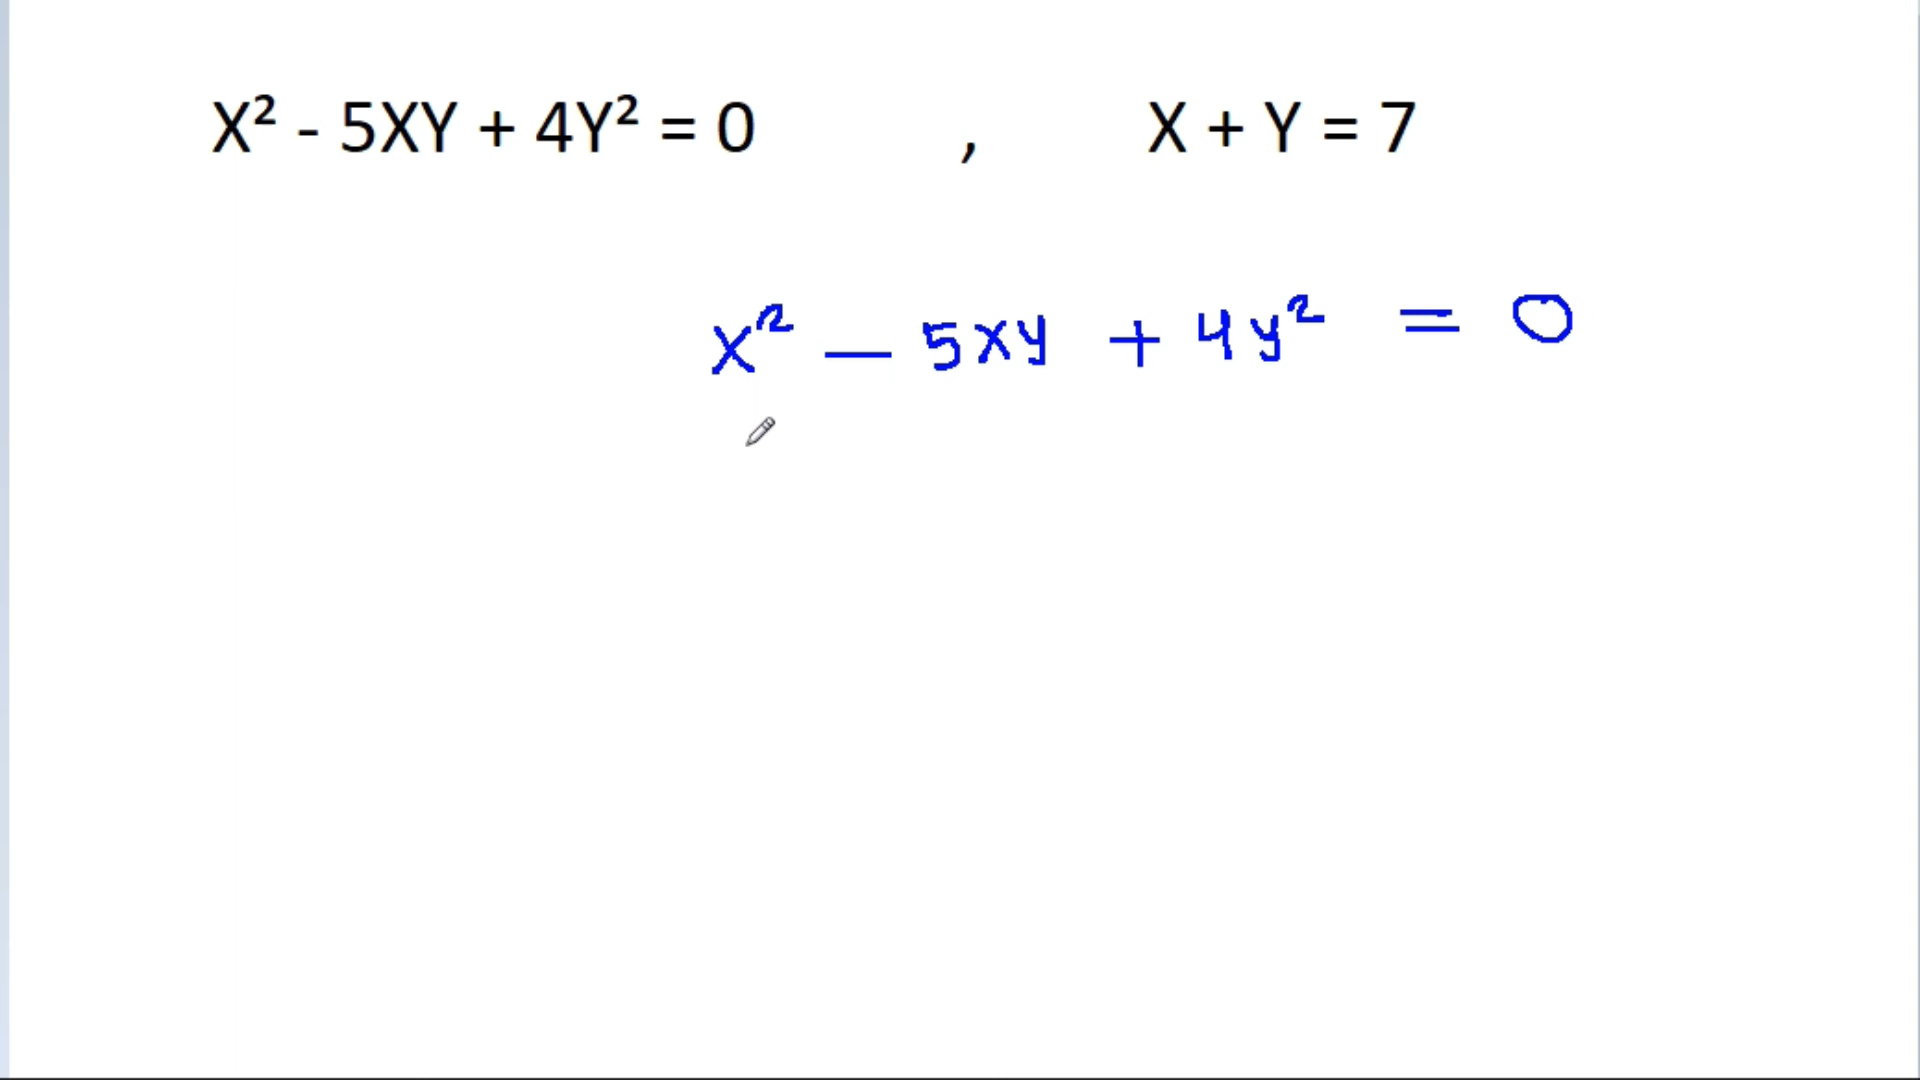 X² - 5XY + 4Y² = 0 , X + Y = 7
x² - 5xy + 4y² = 0